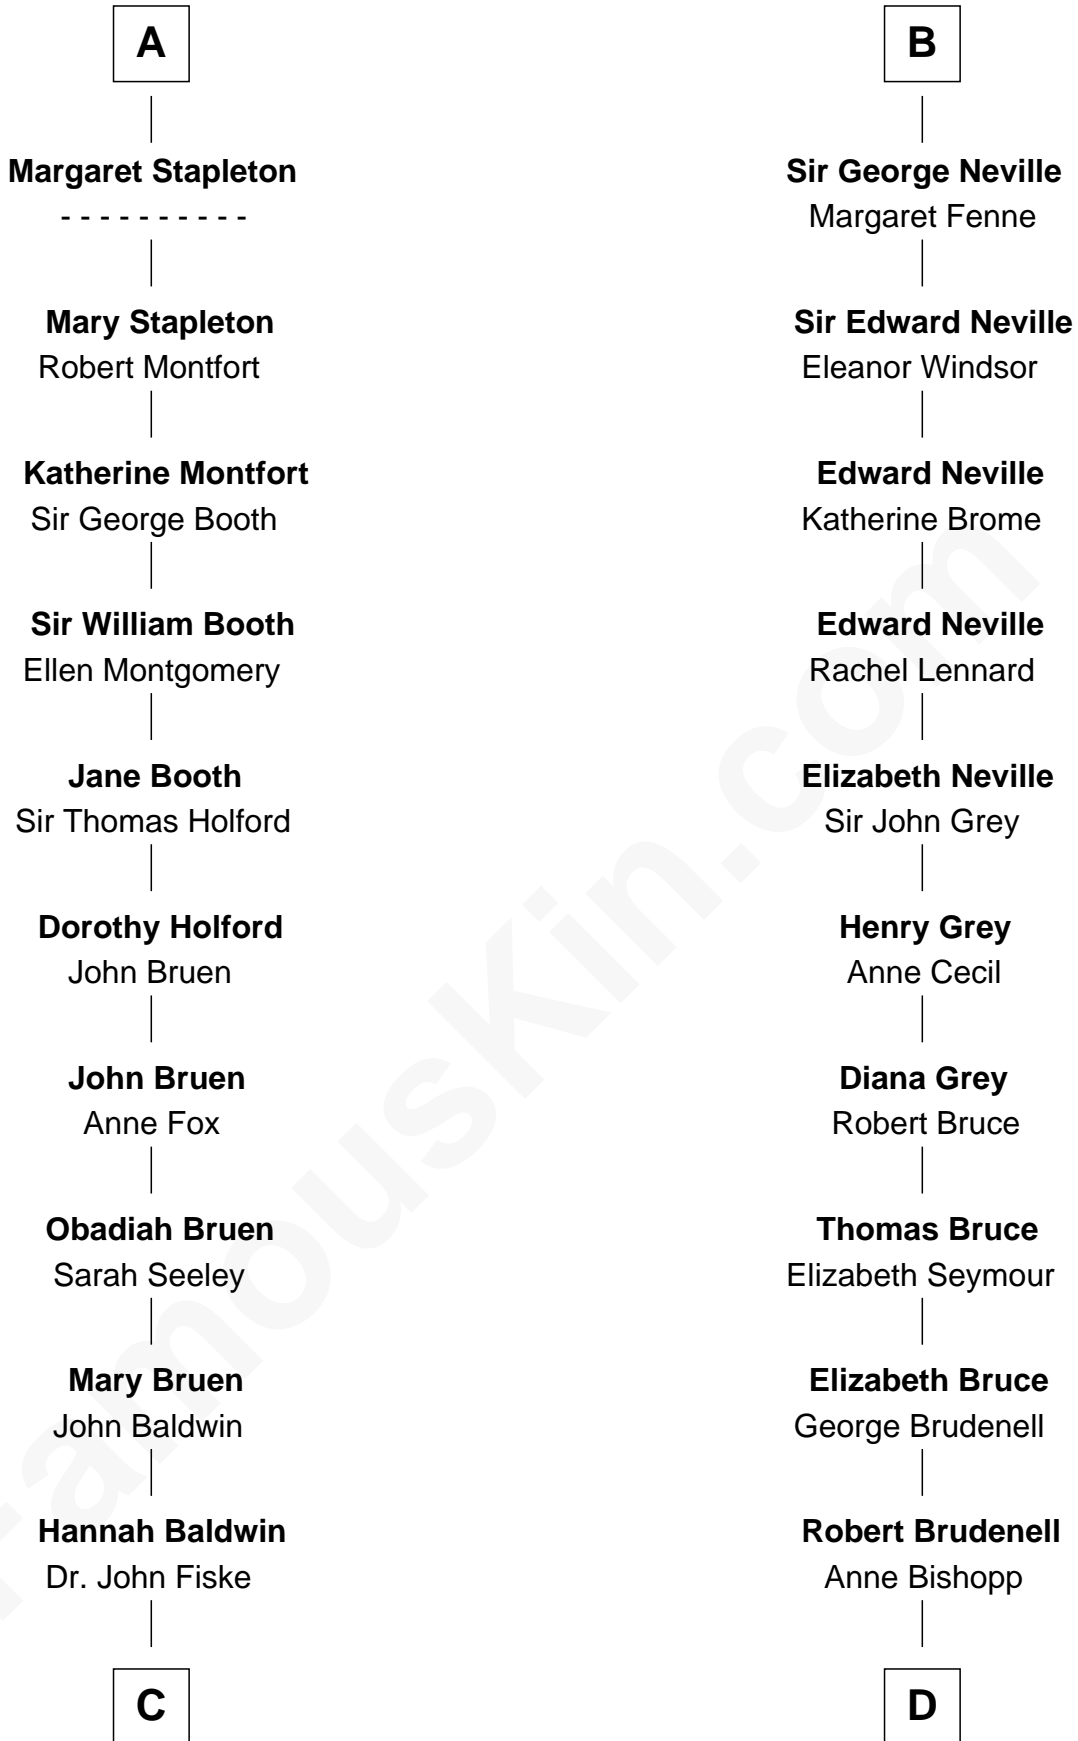 A
Margaret Stapleton
- - - - - - - - - -
Mary Stapleton
Robert Montfort
Katherine Montfort
Sir George Booth
Sir William Booth
Ellen Montgomery
Jane Booth
Sir Thomas Holford
Dorothy Holford
John Bruen
John Bruen
Anne Fox
Obadiah Bruen
Sarah Seeley
Mary Bruen
John Baldwin
Hannah Baldwin
Dr. John Fiske
C
B
Sir George Neville
Margaret Fenne
Sir Edward Neville
Eleanor Windsor
Edward Neville
Katherine Brome
Edward Neville
Rachel Lennard
Elizabeth Neville
Sir John Grey
Henry Grey
Anne Cecil
Diana Grey
Robert Bruce
Thomas Bruce
Elizabeth Seymour
Elizabeth Bruce
George Brudenell
Robert Brudenell
Anne Bishopp
D
FamousKin.com